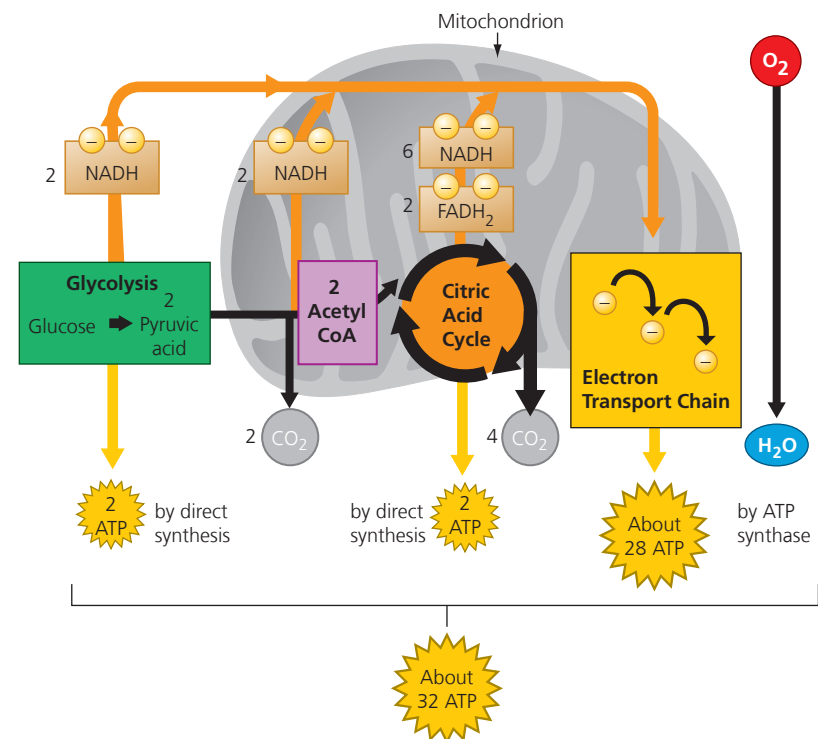 Mitochondrion
O2
2
NADH
2
NADH
6
NADH
2
FADH2
Glycolysis
Glucose
2
Pyruvic
acid
2
Acetyl
CoA
Citric
Acid
Cycle
Electron
Transport Chain
2
CO2
4
CO2
H2O
2
ATP
by direct
synthesis
by direct
synthesis
2
ATP
About
28 ATP
by ATP
synthase
About
32 ATP